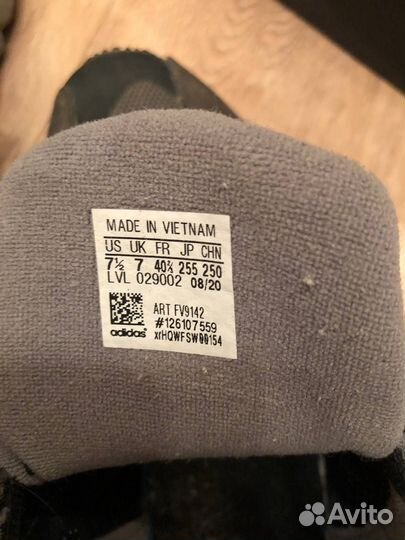 MADE IN VIETNAM
US UK FR JP CHN
7½ 7 40⅔ 255 250
LVL 029002 08/20
ART FV9142
#126107559
adidas xrHQWFSW00154
Avito